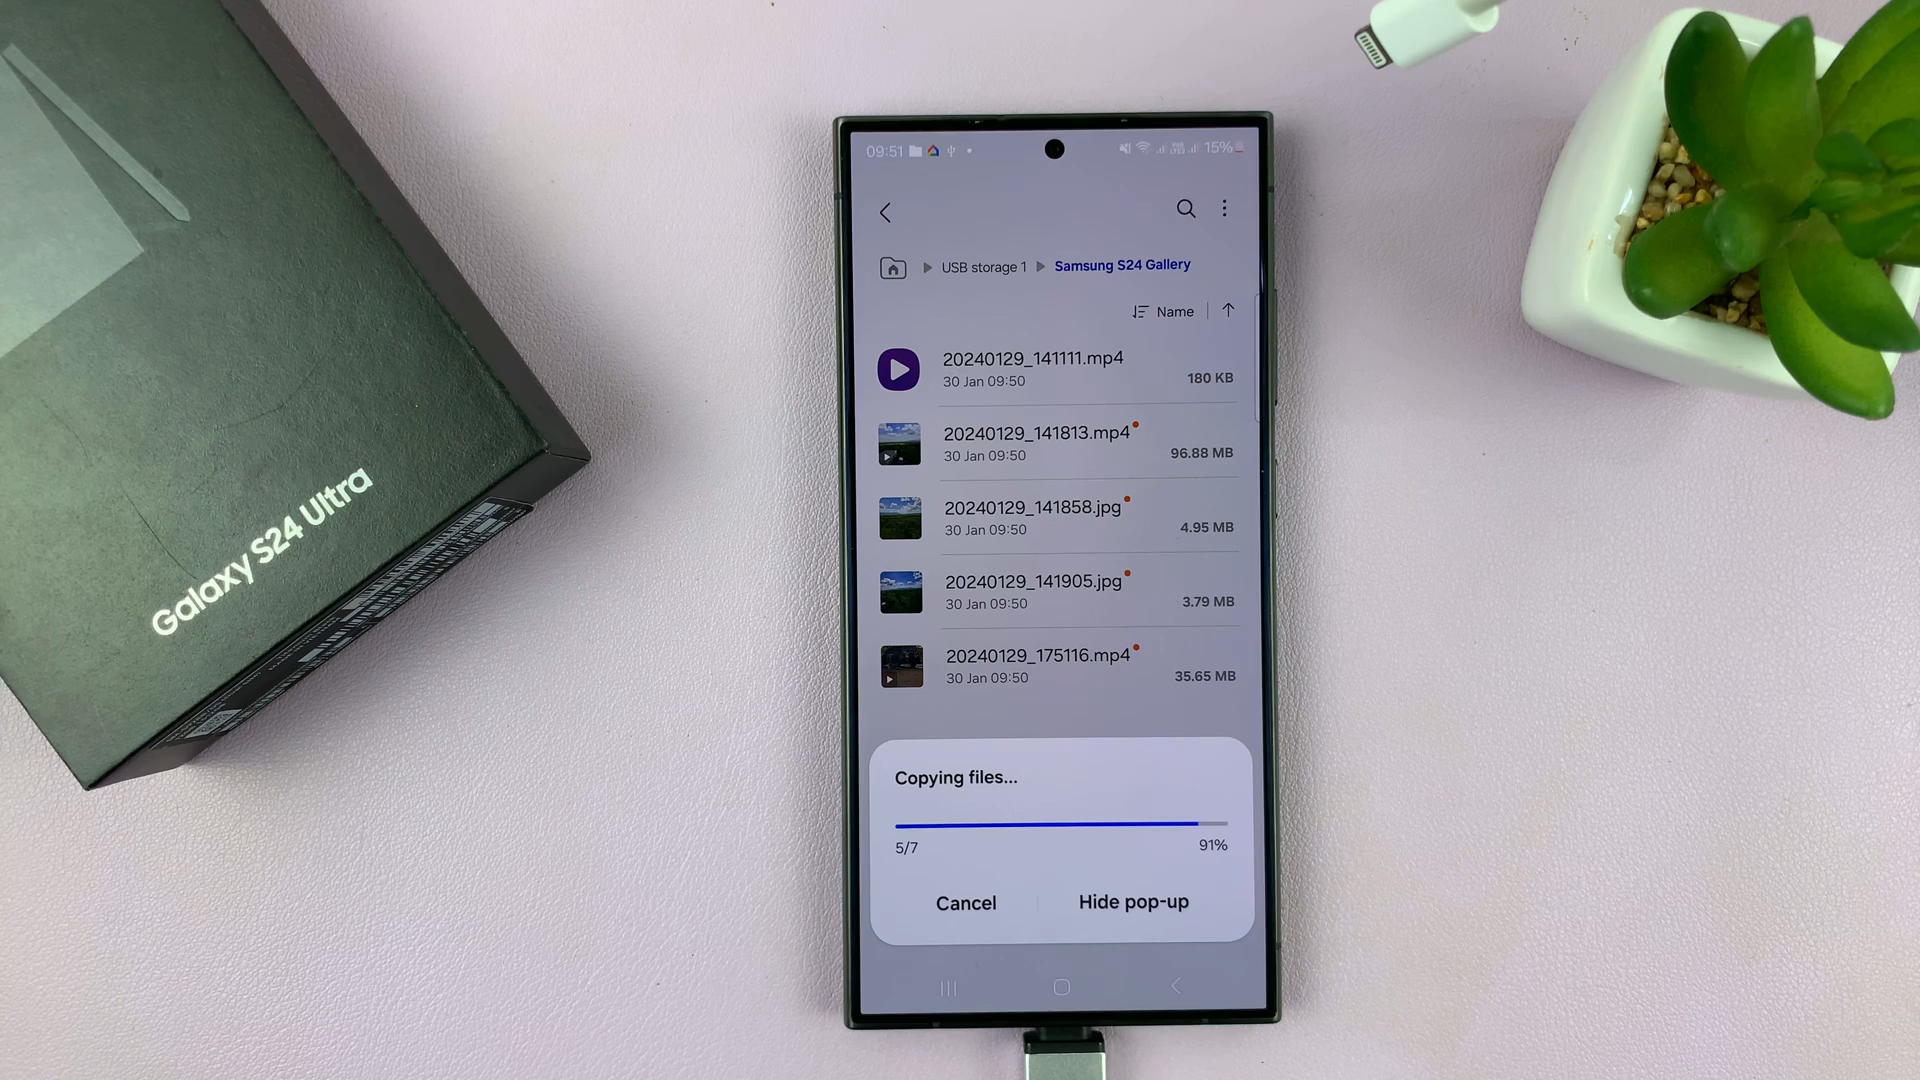 Galaxy S24 Ultra
09:51
15%
USB storage 1
Samsung S24 Gallery
Name
20240129_141111.mp4
30 Jan 09:50
180 KB
20240129_141813.mp4
30 Jan 09:50
96.88 MB
20240129_141858.jpg
30 Jan 09:50
4.95 MB
20240129_141905.jpg
30 Jan 09:50
3.79 MB
20240129_175116.mp4
30 Jan 09:50
35.65 MB
Copying files...
5/7
91%
Cancel
Hide pop-up